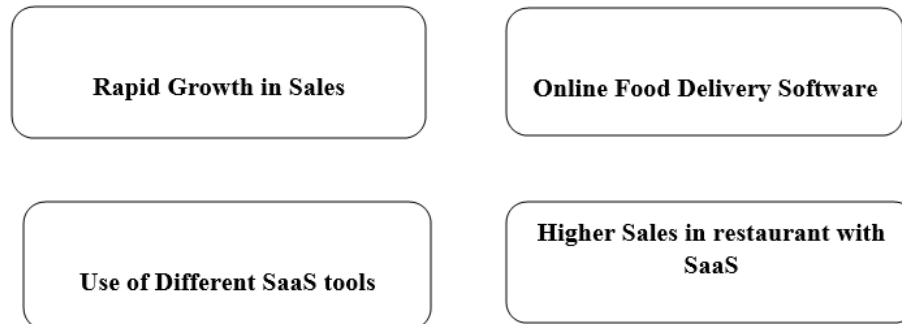 Rapid Growth in Sales
Online Food Delivery Software
Use of Different SaaS tools
Higher Sales in restaurant with
SaaS